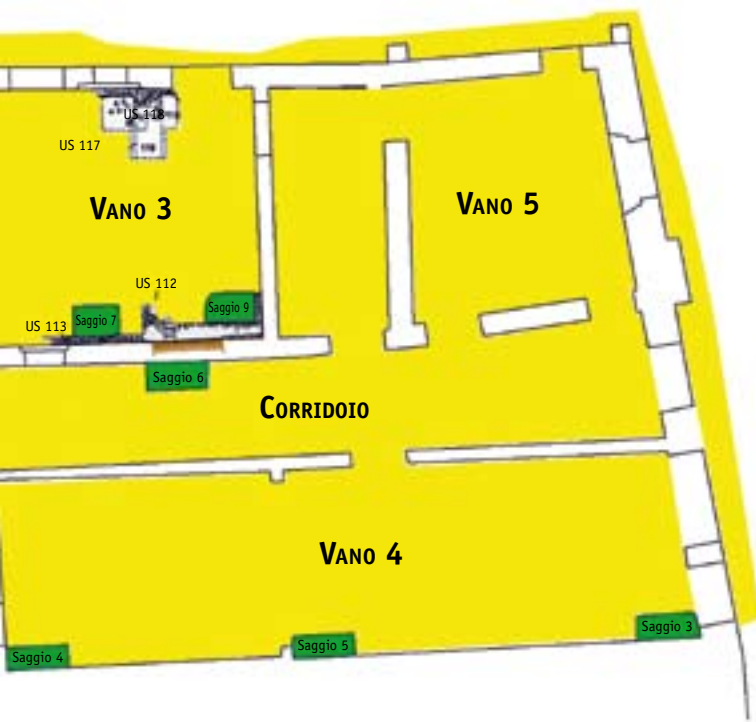 US 118
US 117
Vano 3
Vano 5
US 112
Saggio 9
Saggio 7
US 113
Saggio 6
Corridoio
Vano 4
Saggio 3
Saggio 5
Saggio 4